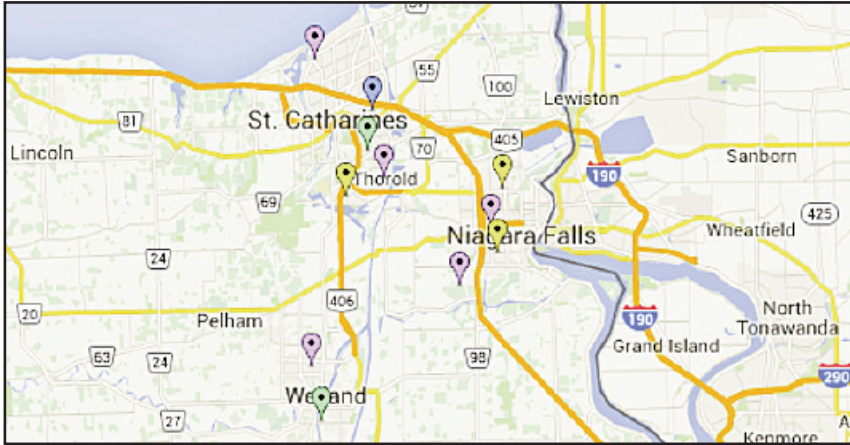 87
55
100
Lewiston
81
St. Catharines
405
Lincoln
70
Sanborn
190
Thorold
69
425
Niagara Falls
Wheatfield
24
406
20
Pelham
190
North
Tonawanda
Grand Island
63
24
98
290
Welland
27
Kenmore
A